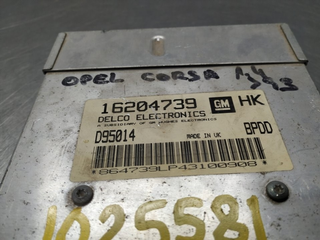 OPEL CORSA 1.4
16204739 GM HK
DELCO ELECTRONICS
A SUBSIDIARY OF GM HUGHES ELECTRONICS
D95014 MADE IN UK BPDD
*864739LP43100908*
1025581